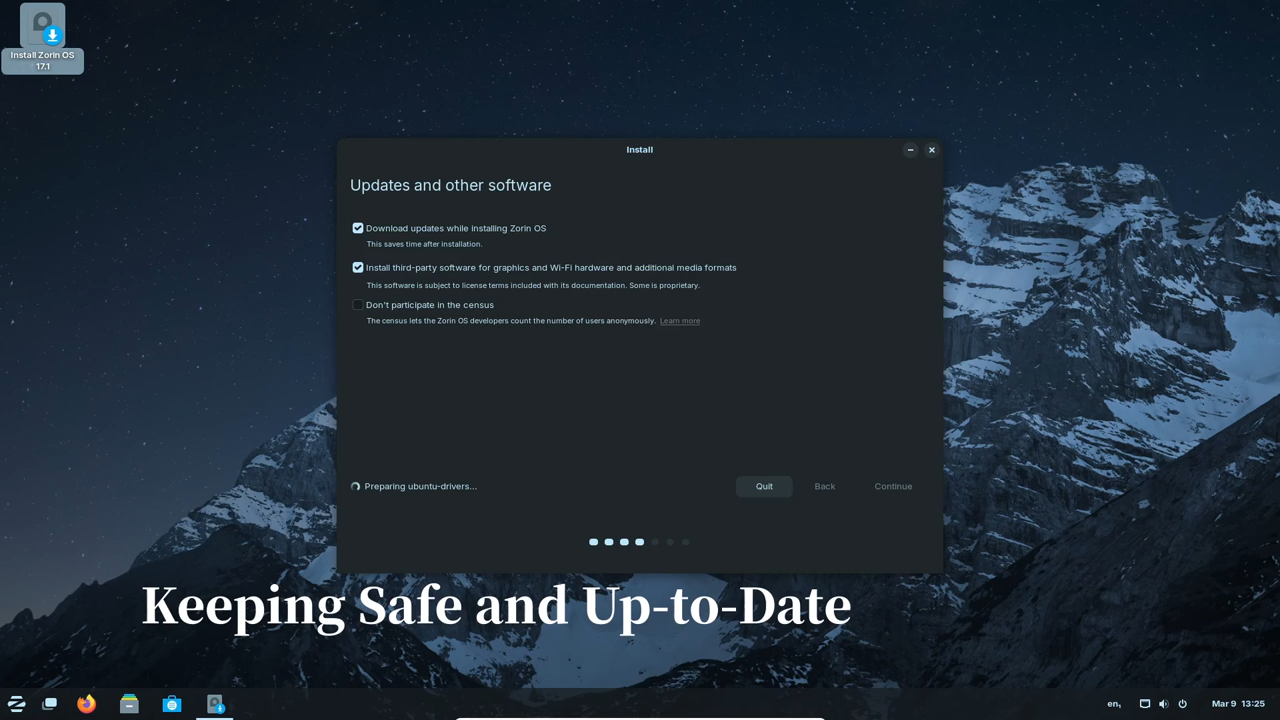 Install Zorin OS
17.1
Install
Updates and other software
Download updates while installing Zorin OS
This saves time after installation.
Install third-party software for graphics and Wi-Fi hardware and additional media formats
This software is subject to license terms included with its documentation. Some is proprietary.
Don't participate in the census
The census lets the Zorin OS developers count the number of users anonymously. Learn more
Preparing ubuntu-drivers...
Quit
Back
Continue
Keeping Safe and Up-to-Date
en₁
Mar 9 13:25